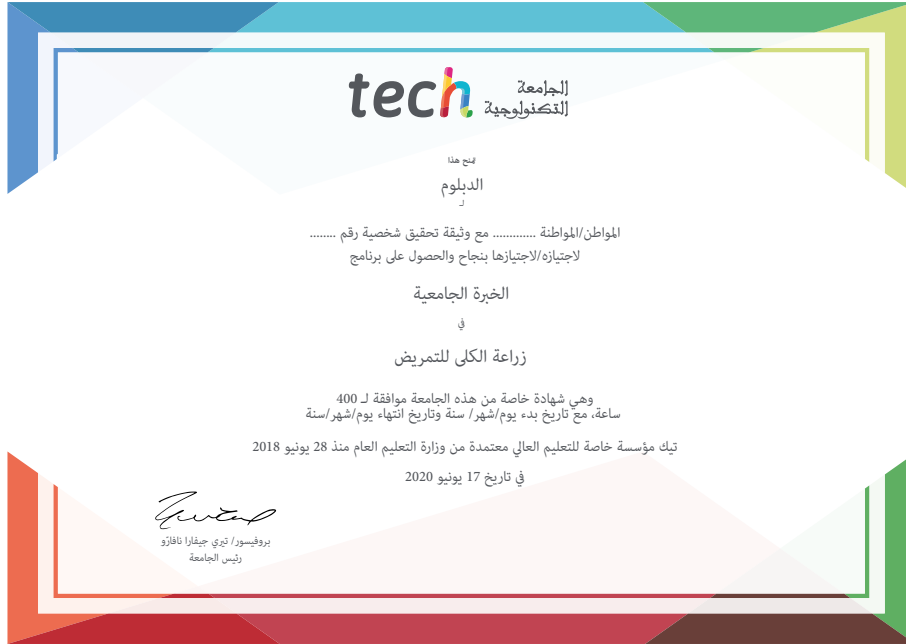 tech الجامعة
التكنولوجية
يمنح هذا
الدبلوم
لـ
المواطن/المواطنة ............. مع وثيقة تحقيق شخصية رقم ........
لاجتيازه/لاجتيازها بنجاح والحصول على برنامج
الخبرة الجامعية
في
زراعة الكلى للتمريض
وهي شهادة خاصة من هذه الجامعة موافقة لـ 400
ساعة، مع تاريخ بدء يوم/شهر/ سنة وتاريخ انتهاء يوم/شهر/سنة
تيك مؤسسة خاصة للتعليم العالي معتمدة من وزارة التعليم العام منذ 28 يونيو 2018
في تاريخ 17 يونيو 2020
بروفيسور/ تيري جيفارا نافارّو
رئيس الجامعة